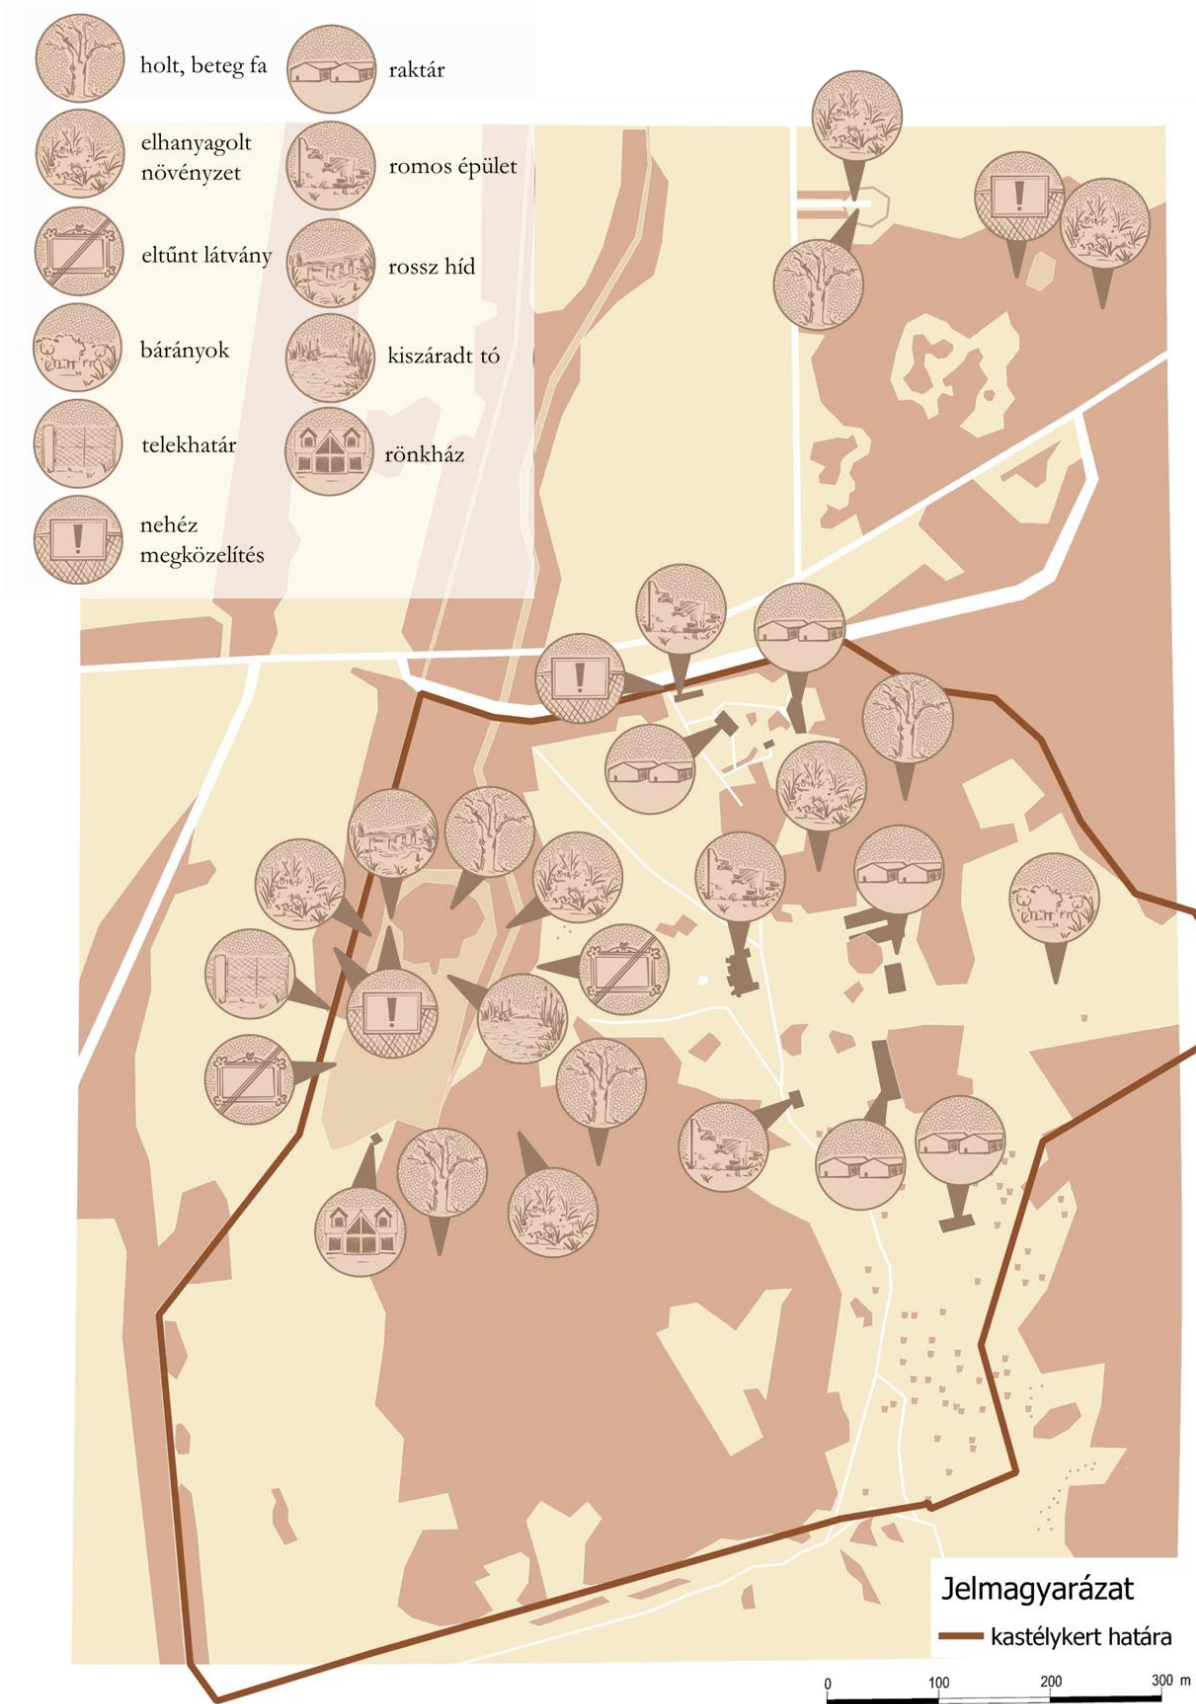 holt, beteg fa
elhanyagolt
növényzet
eltűnt látvány
bárányok
telekhatár
nehéz
megközelítés
raktár
romos épület
rossz híd
kiszáradt tó
rönkház
Jelmagyarázat
kastélykert határa
0 100 200 300 m